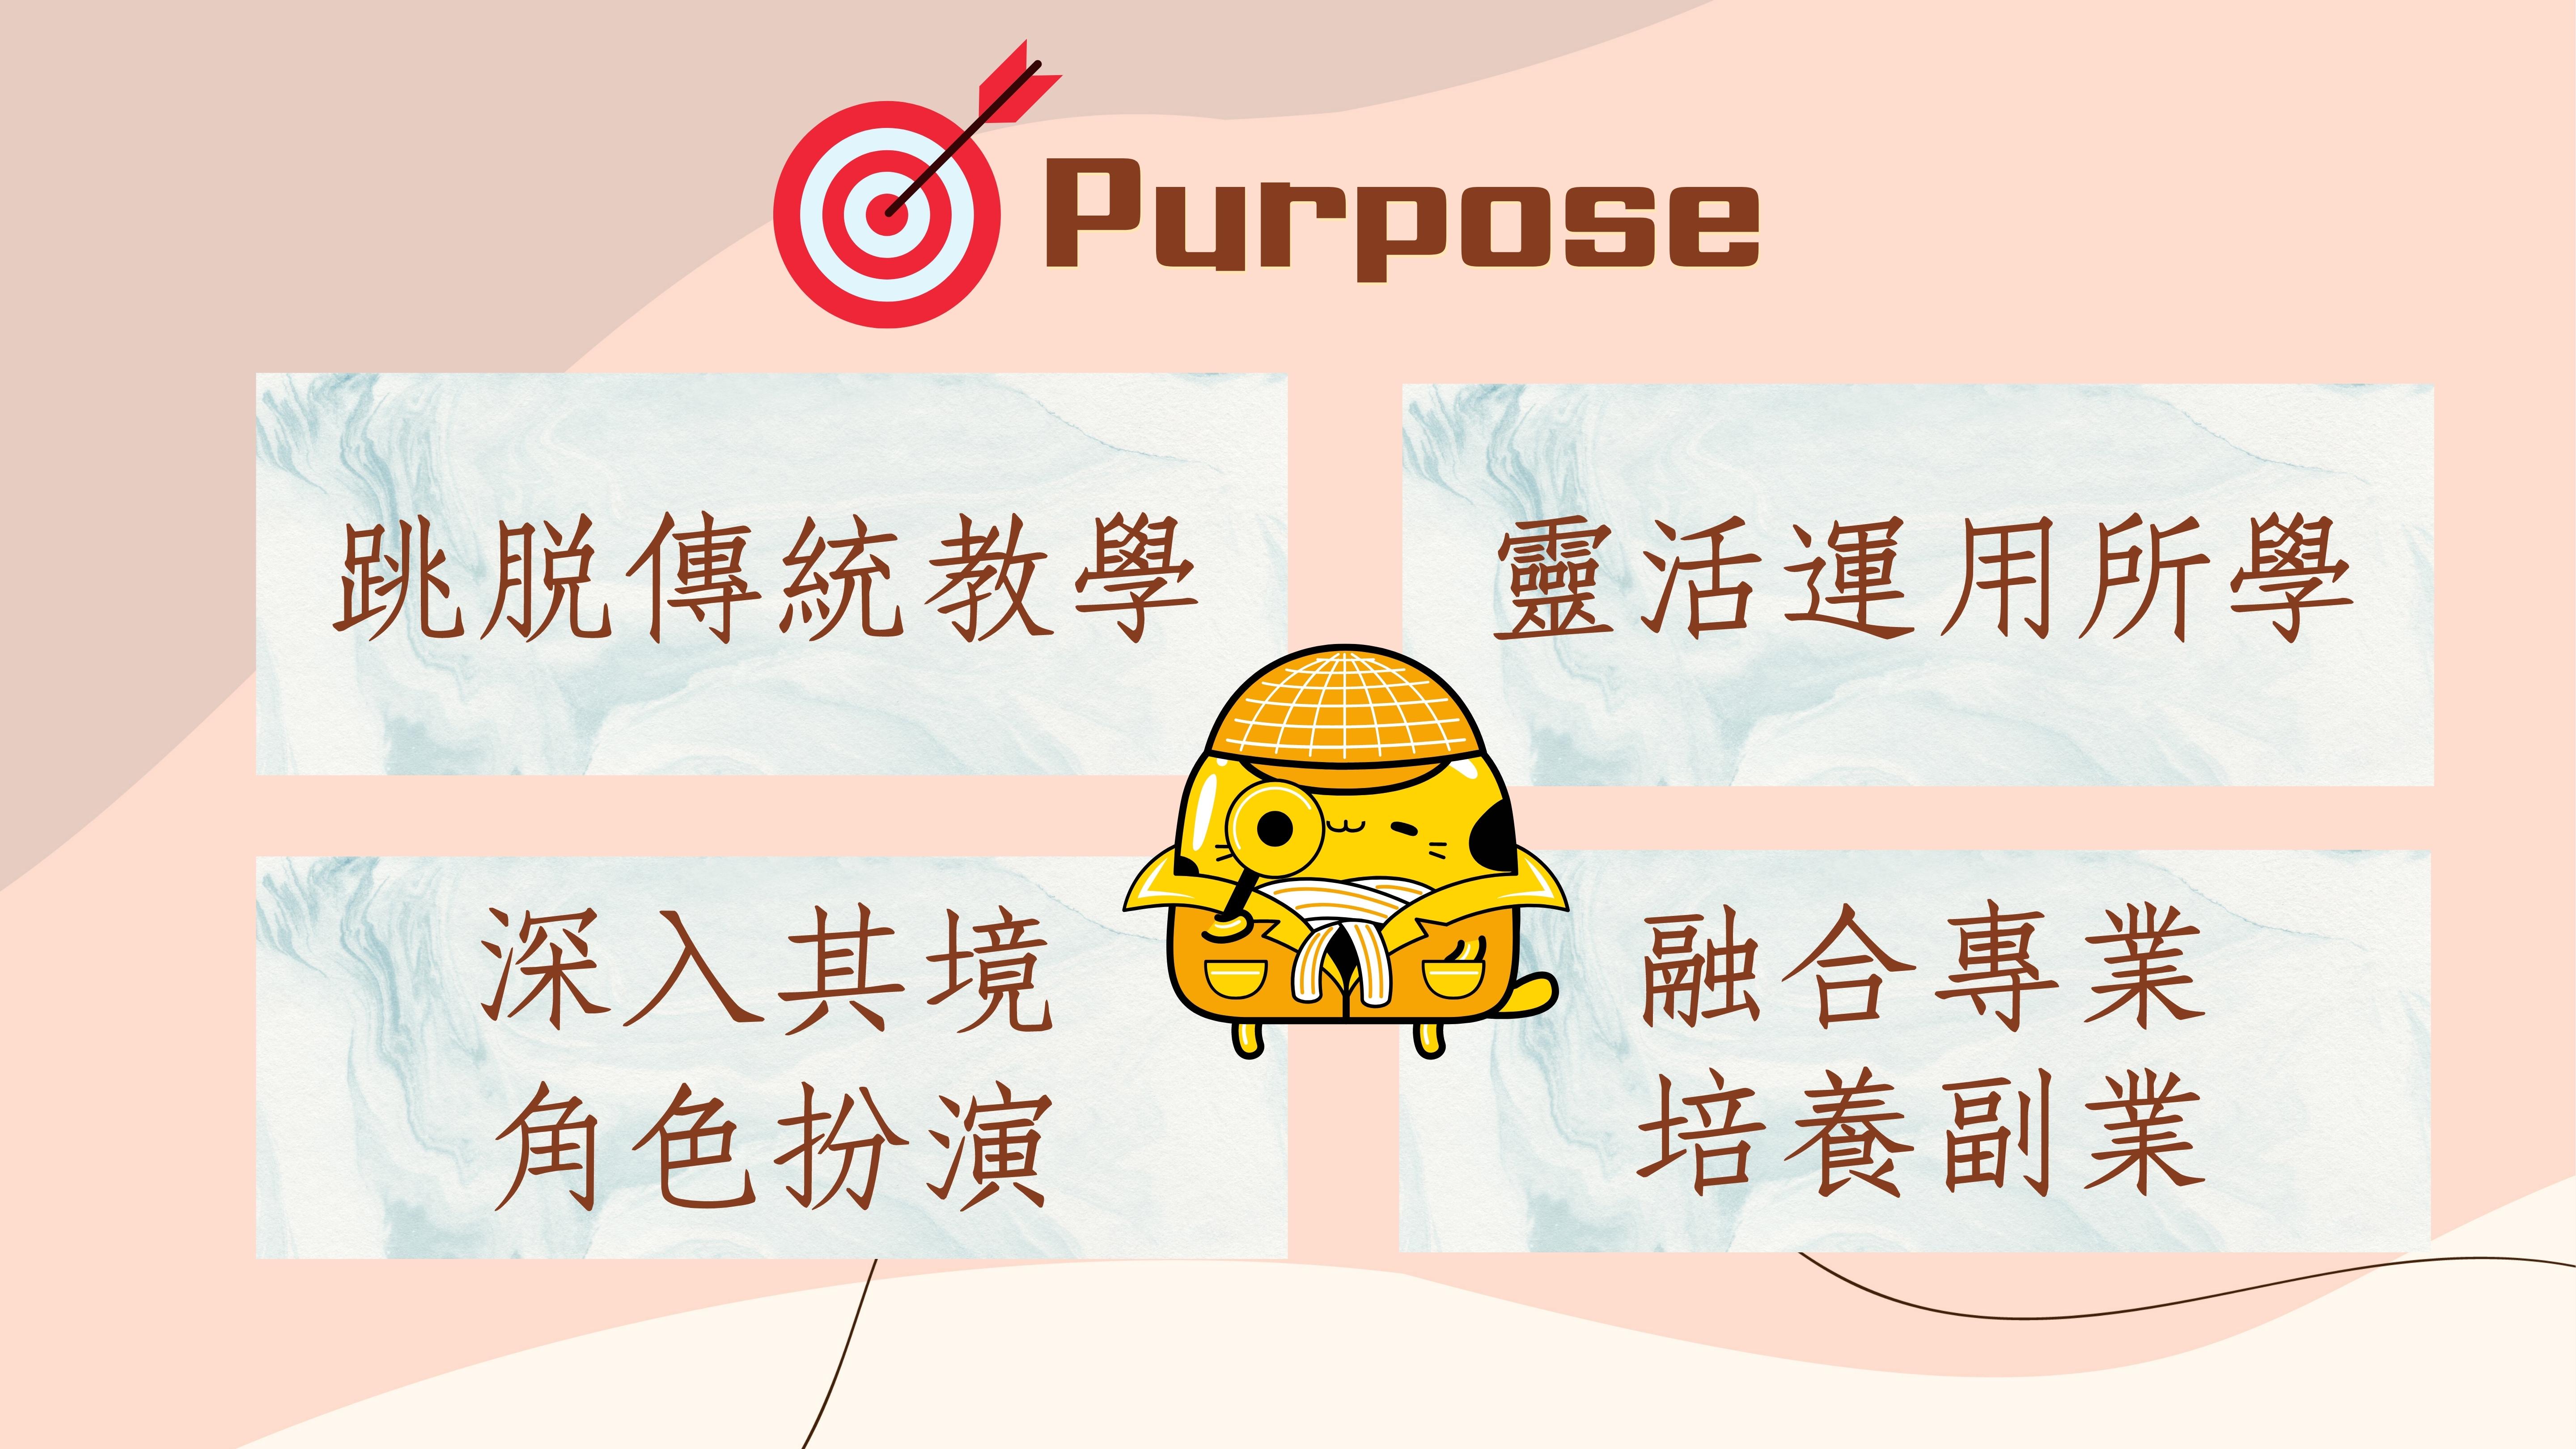 Purpose
跳脫傳統教學
靈活運用所學
深入其境
角色扮演
融合專業
培養副業